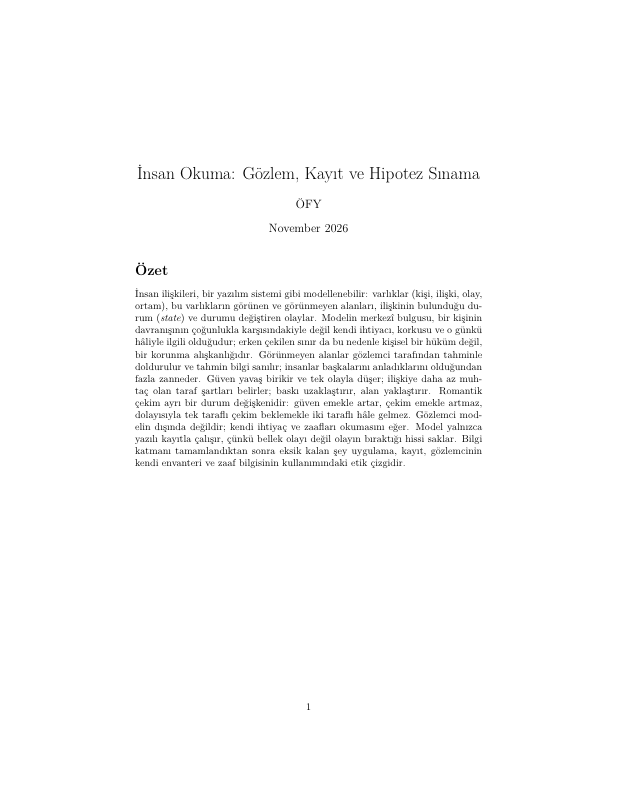 İnsan Okuma: Gözlem, Kayıt ve Hipotez Sınama
ÖFY
November 2026
Özet
İnsan ilişkileri, bir yazılım sistemi gibi modellenebilir: varlıklar (kişi, ilişki, olay,
ortam), bu varlıkların görünen ve görünmeyen alanları, ilişkinin bulunduğu du-
rum (state) ve durumu değiştiren olaylar. Modelin merkezî bulgusu, bir kişinin
davranışının çoğunlukla karşısındakiyle değil kendi ihtiyacı, korkusu ve o günkü
hâliyle ilgili olduğudur; erken çekilen sınır da bu nedenle kişisel bir hüküm değil,
bir korunma alışkanlığıdır. Görünmeyen alanlar gözlemci tarafından tahminle
doldurulur ve tahmin bilgi sanılır; insanlar başkalarını anladıklarını olduğundan
fazla zanneder. Güven yavaş birikir ve tek olayla düşer; ilişkiye daha az muh-
taç olan taraf şartları belirler; baskı uzaklaştırır, alan yaklaştırır. Romantik
çekim ayrı bir durum değişkenidir: güven emekle artar, çekim emekle artmaz,
dolayısıyla tek taraflı çekim beklemekle iki taraflı hâle gelmez. Gözlemci mod-
elin dışında değildir; kendi ihtiyaç ve zaafları okumasını eğer. Model yalnızca
yazılı kayıtla çalışır, çünkü bellek olayı değil olayın bıraktığı hissi saklar. Bilgi
katmanı tamamlandıktan sonra eksik kalan şey uygulama, kayıt, gözlemcinin
kendi envanteri ve zaaf bilgisinin kullanımındaki etik çizgidir.
1